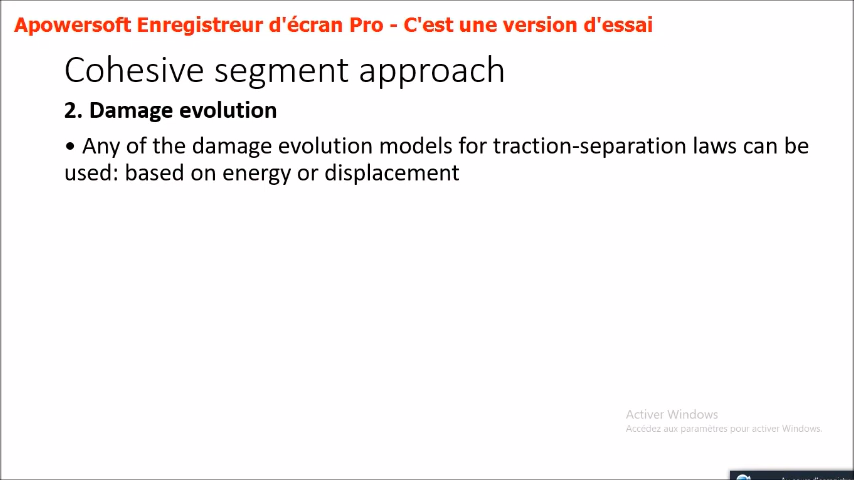 Apowersoft Enregistreur d'écran Pro - C'est une version d'essai
Cohesive segment approach
2. Damage evolution
• Any of the damage evolution models for traction-separation laws can be
used: based on energy or displacement
Activer Windows
Accédez aux paramètres pour activer Windows.